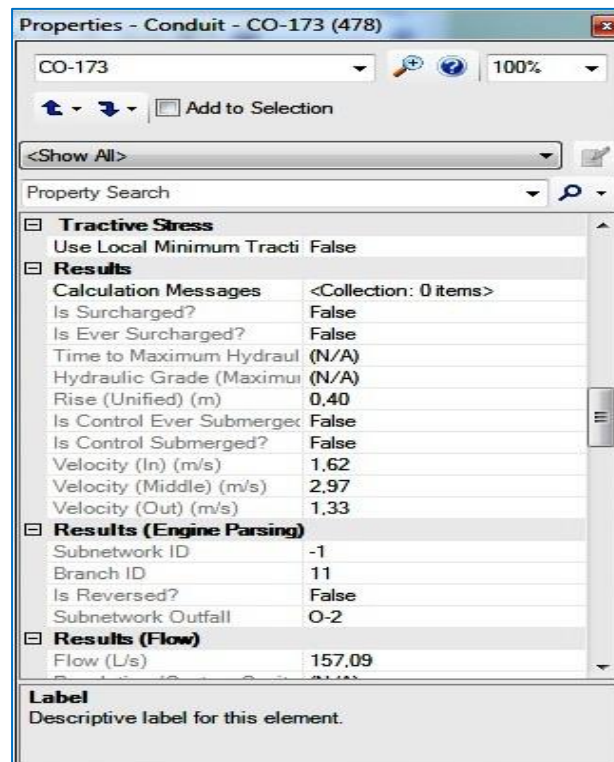 Properties - Conduit - CO-173 (478)
CO-173 100%
Add to Selection
<Show All>
Property Search
Tractive Stress
Use Local Minimum Tracti False
Results
Calculation Messages <Collection: 0 items>
Is Surcharged? False
Is Ever Surcharged? False
Time to Maximum Hydraul (N/A)
Hydraulic Grade (Maximu (N/A)
Rise (Unified) (m) 0,40
Is Control Ever Submerged False
Is Control Submerged? False
Velocity (In) (m/s) 1,62
Velocity (Middle) (m/s) 2,97
Velocity (Out) (m/s) 1,33
Results (Engine Parsing)
Subnetwork ID -1
Branch ID 11
Is Reversed? False
Subnetwork Outfall O-2
Results (Flow)
Flow (L/s) 157,09
Label
Descriptive label for this element.